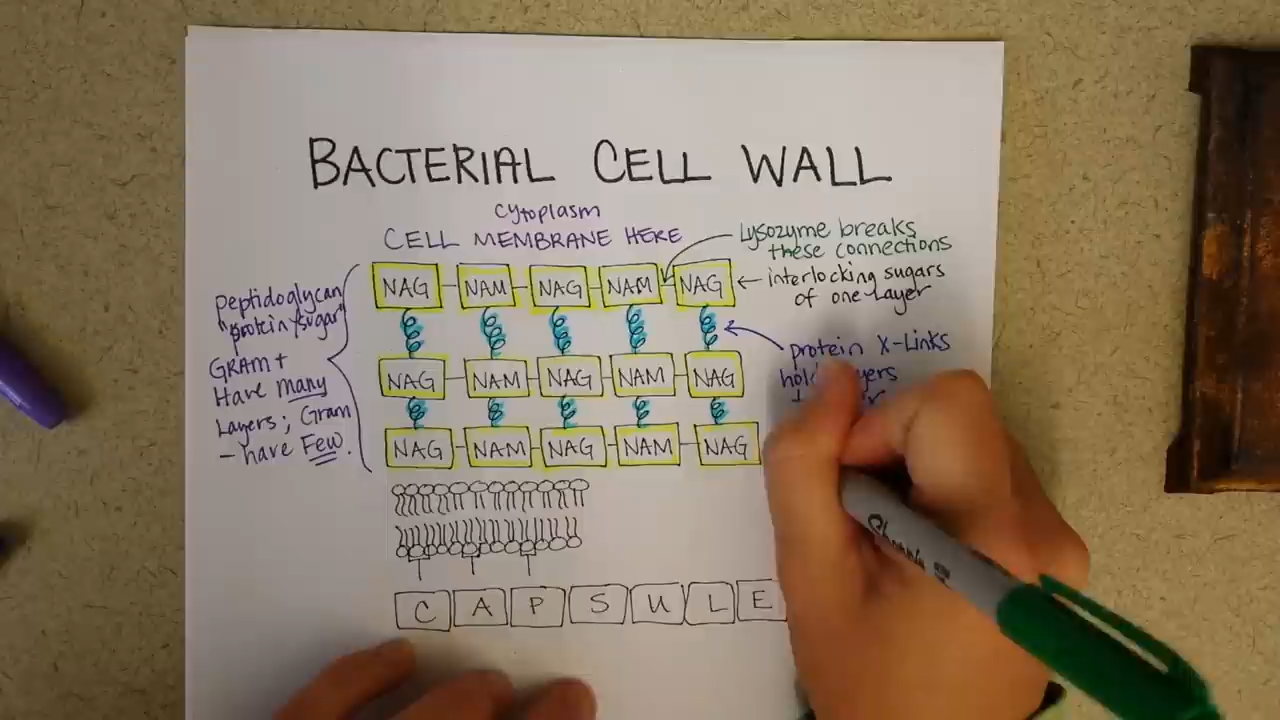 BACTERIAL CELL WALL
cytoplasm
CELL MEMBRANE HERE
Lysozyme breaks
these connections
NAG NAM NAG NAM NAG
interlocking sugars
of one-Layer
peptidoglycan
"protein + sugar"
GRAM +
Have many
Layers; Gram
- have Few.
protein X-Links
NAG NAM NAG NAM NAG
NAG NAM NAG NAM NAG
CAPSULE
Sharpie